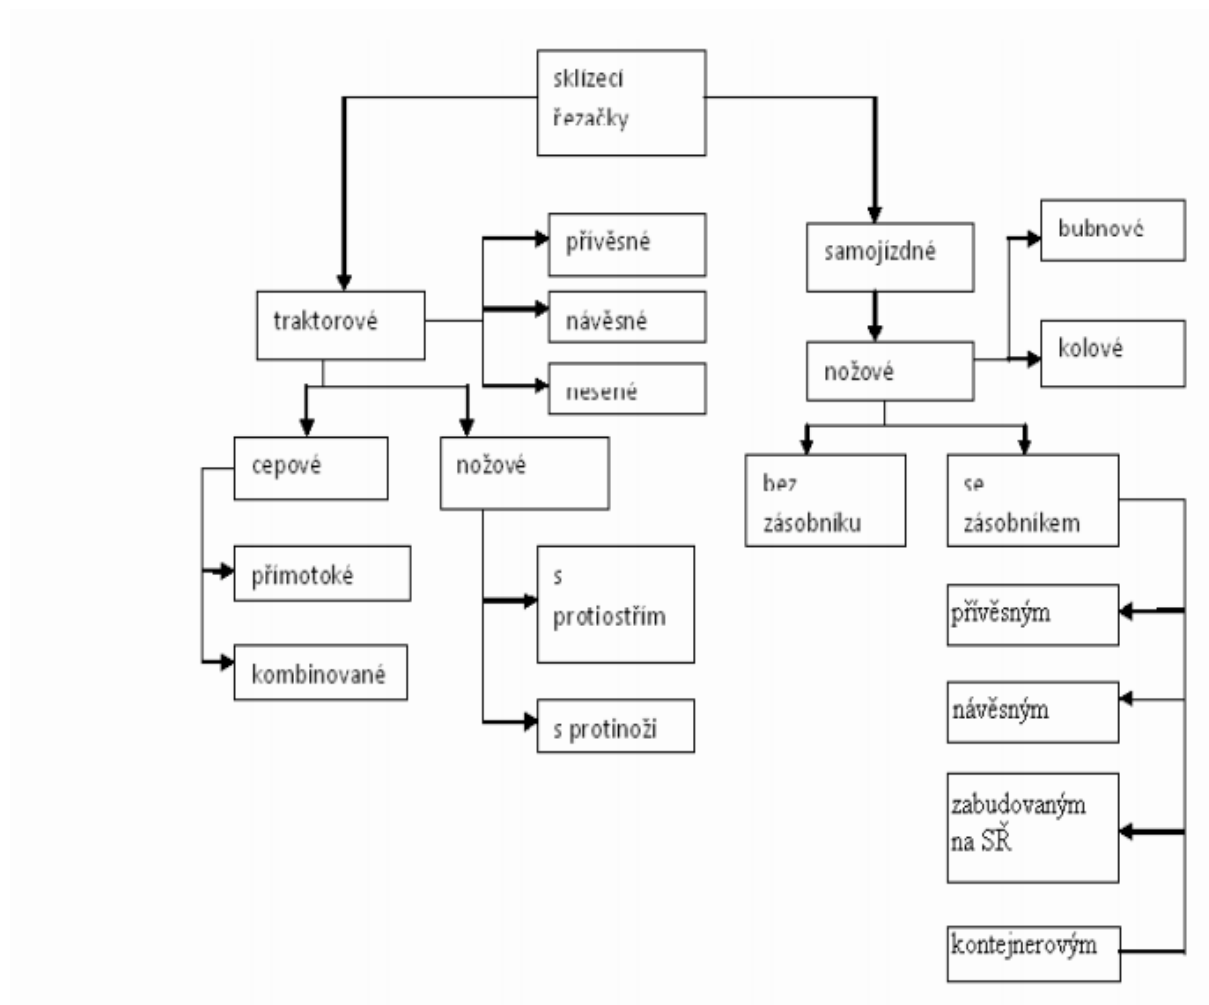 sklízecí
řezačky
přívěsné
bubnové
samojízdné
traktorové
návěsné
kolové
nožové
nesené
cepové
nožové
bez
zásobníku
se
zásobníkem
přímotoké
s
protiostřím
přívěsným
kombinované
návěsným
s protinoži
zabudovaným
na SŘ
kontejnerovým